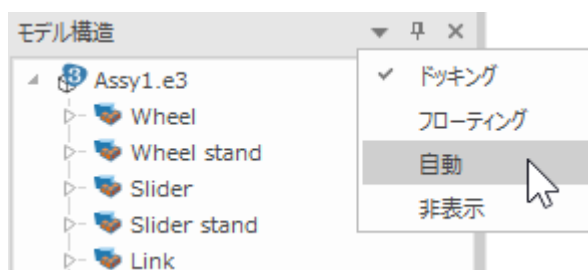 モデル構造
Assy1.e3
Wheel
Wheel stand
Slider
Slider stand
Link
ドッキング
フローティング
自動
非表示